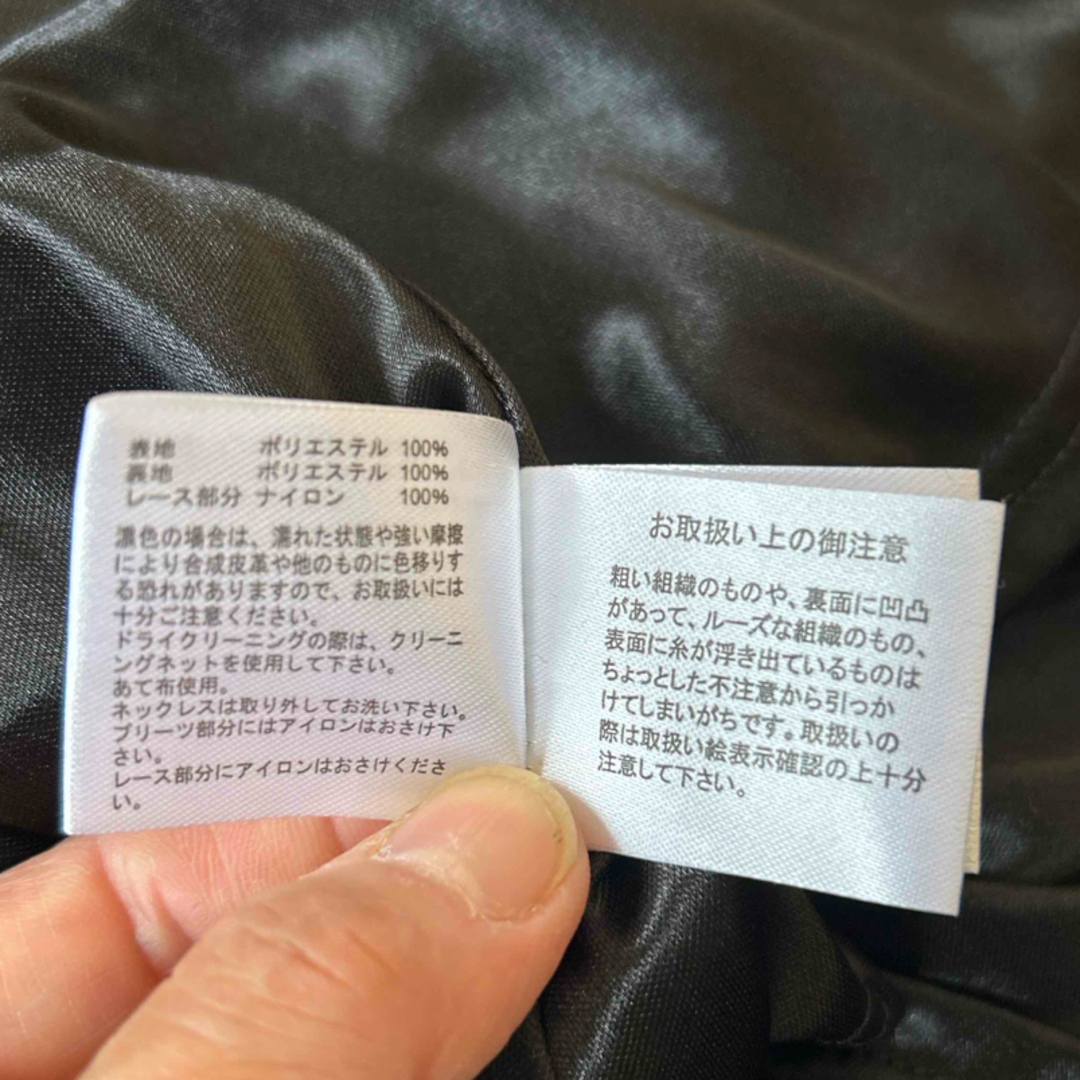 表地 ポリエステル 100%
裏地 ポリエステル 100%
レース部分 ナイロン 100%
濃色の場合は、濡れた状態や強い摩擦
により合成皮革や他のものに色移りす
る恐れがありますので、お取扱いには
十分ご注意ください。
ドライクリーニングの際は、クリーニ
ングネットを使用して下さい。
あて布使用。
ネックレスは取り外してお洗い下さい。
プリーツ部分にはアイロンはおさけ下
さい。
レース部分にアイロンはおさけくださ
い。
お取扱い上の御注意
粗い組織のものや、裏面に凹凸
があって、ルーズな組織のもの、
表面に糸が浮き出ているものは
ちょっとした不注意から引っか
けてしまいがちです。取扱いの
際は取扱い絵表示確認の上十分
注意して下さい。